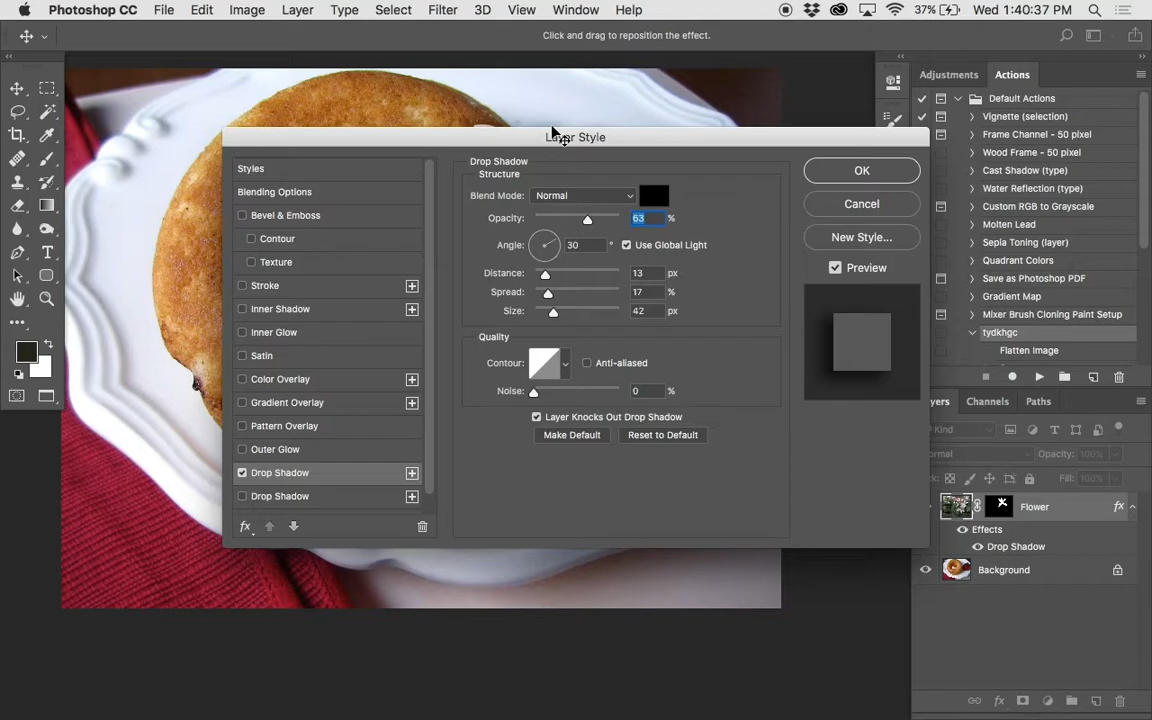 Photoshop CC File Edit Image Layer Type Select Filter 3D View Window Help 37% Wed 1:40:37 PM
Click and drag to reposition the effect.
Adjustments Actions
Default Actions
Vignette (selection)
Frame Channel - 50 pixel
Wood Frame - 50 pixel
Cast Shadow (type)
Water Reflection (type)
Custom RGB to Grayscale
Molten Lead
Sepia Toning (layer)
Quadrant Colors
Save as Photoshop PDF
Gradient Map
Mixer Brush Cloning Paint Setup
tydkhgc
Flatten Image
Layer Style
Styles
Blending Options
Bevel & Emboss
Contour
Texture
Stroke
Inner Shadow
Inner Glow
Satin
Color Overlay
Gradient Overlay
Pattern Overlay
Outer Glow
Drop Shadow
Drop Shadow
fx
Drop Shadow
Structure
Blend Mode: Normal
Opacity: 63 %
Angle: 30 ° Use Global Light
Distance: 13 px
Spread: 17 %
Size: 42 px
Quality
Contour: Anti-aliased
Noise: 0 %
Layer Knocks Out Drop Shadow
Make Default Reset to Default
OK
Cancel
New Style...
Preview
yers Channels Paths
Kind
ormal Opacity: 100%
k: Fill: 100%
Flower fx
Effects
Drop Shadow
Background
fx